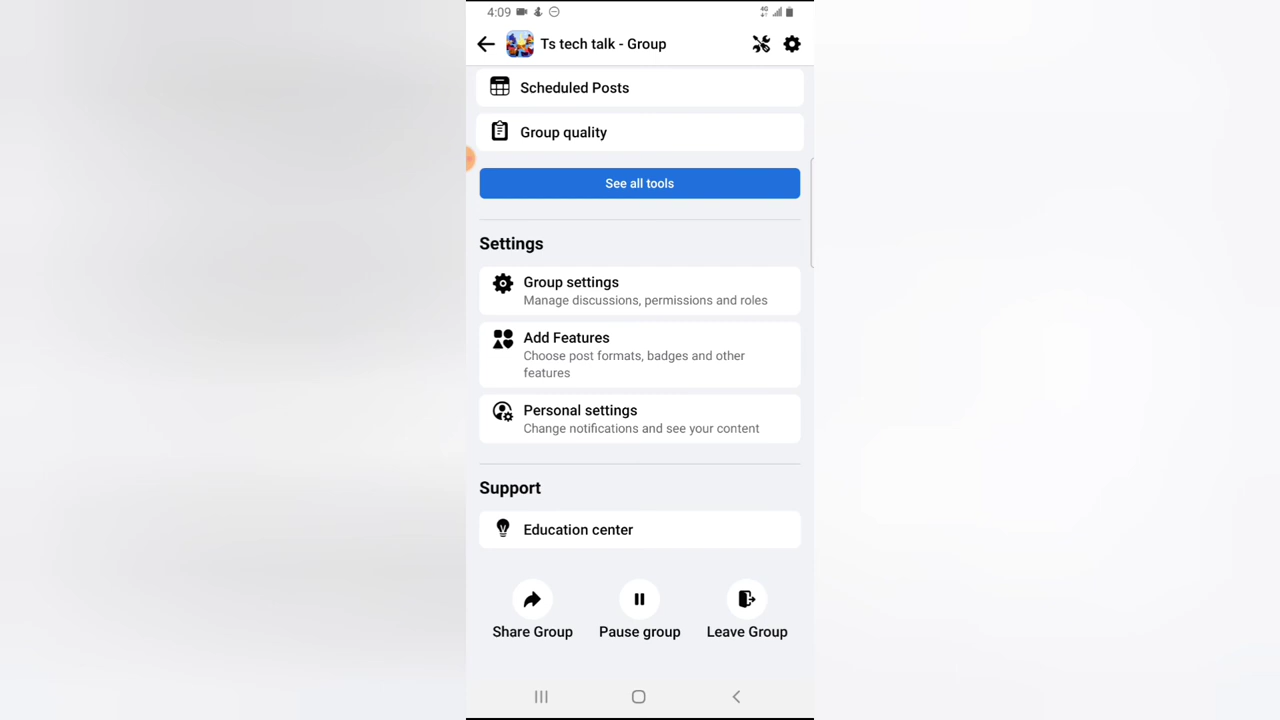 4:09
4G
Ts tech talk - Group
Scheduled Posts
Group quality
See all tools
Settings
Group settings
Manage discussions, permissions and roles
Add Features
Choose post formats, badges and other
features
Personal settings
Change notifications and see your content
Support
Education center
Share Group
Pause group
Leave Group